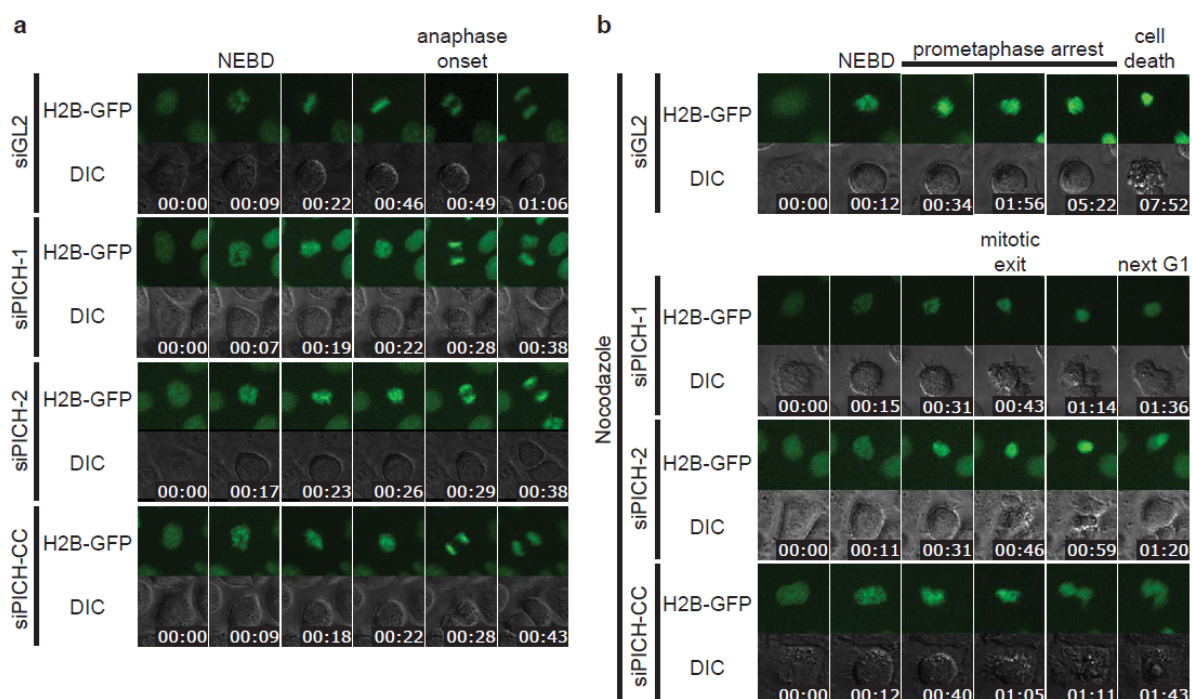 a
anaphase
NEBD onset
siGL2
H2B-GFP
DIC
00:00 00:09 00:22 00:46 00:49 01:06
siPICH-1
H2B-GFP
DIC
00:00 00:07 00:19 00:22 00:28 00:38
siPICH-2
H2B-GFP
DIC
00:00 00:17 00:23 00:26 00:29 00:38
siPICH-CC
H2B-GFP
DIC
00:00 00:09 00:18 00:22 00:28 00:43
b
cell
NEBD prometaphase arrest death
Nocodazole
siGL2
H2B-GFP
DIC
00:00 00:12 00:34 01:56 05:22 07:52
mitotic
exit next G1
siPICH-1
H2B-GFP
DIC
00:00 00:15 00:31 00:43 01:14 01:36
siPICH-2
H2B-GFP
DIC
00:00 00:11 00:31 00:46 00:59 01:20
siPICH-CC
H2B-GFP
DIC
00:00 00:12 00:40 01:05 01:11 01:43